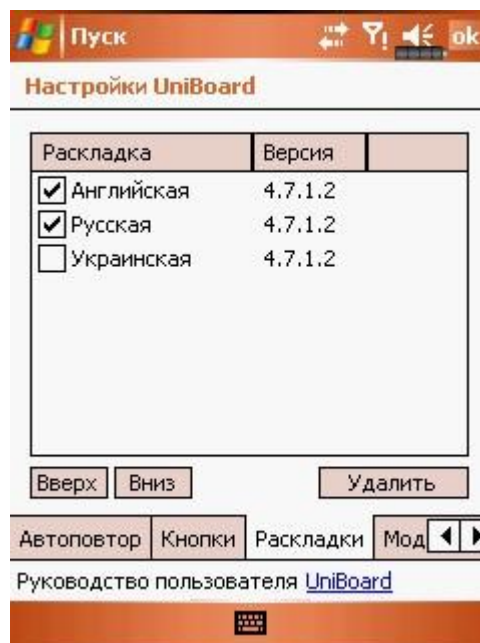 Пуск ok
Настройки UniBoard
Раскладка Версия
Английская 4.7.1.2
Русская 4.7.1.2
Украинская 4.7.1.2
Вверх Вниз Удалить
Автоповтор Кнопки Раскладки Мод
Руководство пользователя UniBoard